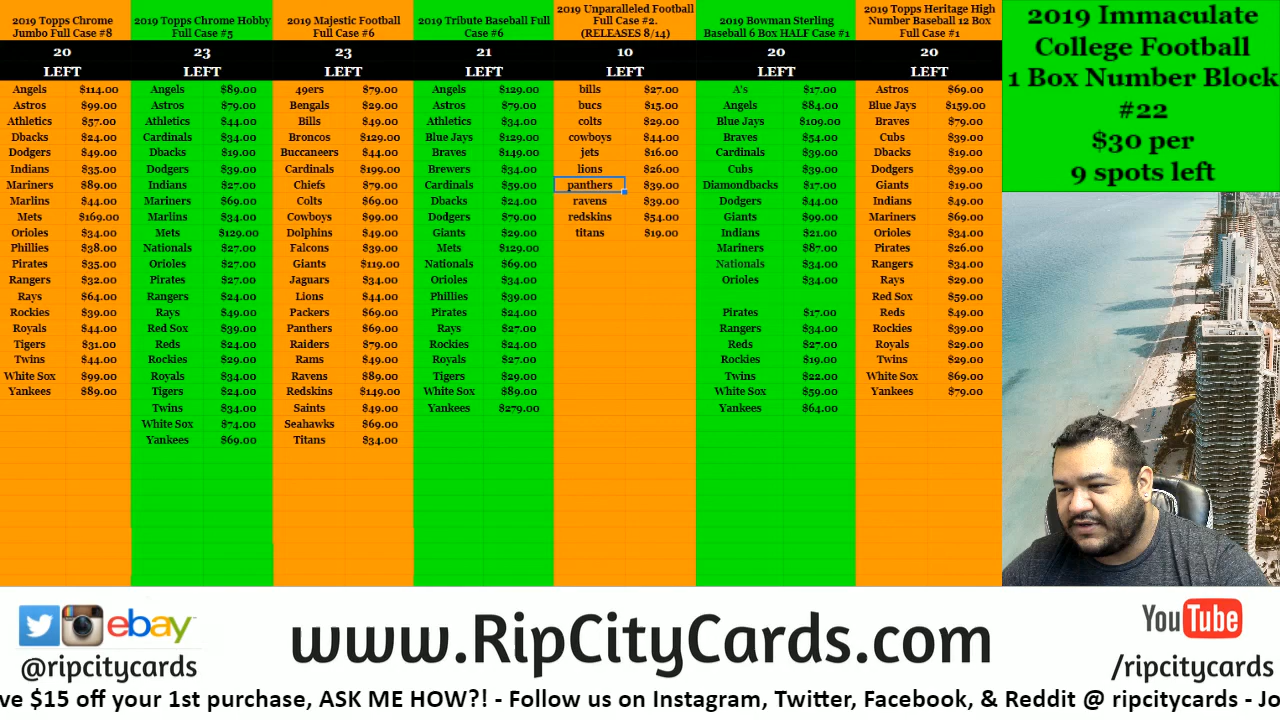 2019 Topps Chrome
Jumbo Full Case #8
20
LEFT
Angels $114.00
Astros $99.00
Athletics $57.00
Dbacks $24.00
Dodgers $49.00
Indians $35.00
Mariners $89.00
Marlins $44.00
Mets $169.00
Orioles $34.00
Phillies $38.00
Pirates $35.00
Rangers $32.00
Rays $64.00
Rockies $39.00
Royals $44.00
Tigers $31.00
Twins $44.00
White Sox $99.00
Yankees $89.00
2019 Topps Chrome Hobby
Full Case #5
23
LEFT
Angels $89.00
Astros $79.00
Athletics $44.00
Cardinals $34.00
Dbacks $19.00
Dodgers $39.00
Indians $27.00
Mariners $69.00
Marlins $34.00
Mets $129.00
Nationals $27.00
Orioles $27.00
Pirates $27.00
Rangers $24.00
Rays $49.00
Red Sox $39.00
Reds $24.00
Rockies $29.00
Royals $34.00
Tigers $24.00
Twins $34.00
White Sox $74.00
Yankees $69.00
2019 Majestic Football
Full Case #6
23
LEFT
49ers $79.00
Bengals $29.00
Bills $49.00
Broncos $129.00
Buccaneers $44.00
Cardinals $199.00
Chiefs $79.00
Colts $69.00
Cowboys $99.00
Dolphins $49.00
Falcons $39.00
Giants $119.00
Jaguars $34.00
Lions $44.00
Packers $69.00
Panthers $69.00
Raiders $79.00
Rams $49.00
Ravens $89.00
Redskins $149.00
Saints $49.00
Seahawks $69.00
Titans $34.00
2019 Tribute Baseball Full
Case #6
21
LEFT
Angels $129.00
Astros $79.00
Athletics $34.00
Blue Jays $129.00
Braves $149.00
Brewers $34.00
Cardinals $59.00
Dbacks $24.00
Dodgers $79.00
Giants $29.00
Mets $129.00
Nationals $69.00
Orioles $34.00
Phillies $39.00
Pirates $24.00
Rays $27.00
Rockies $24.00
Royals $27.00
Tigers $29.00
White Sox $89.00
Yankees $279.00
2019 Unparalleled Football
Full Case #2.
(RELEASES 8/14)
10
LEFT
bills $27.00
bucs $15.00
colts $29.00
cowboys $44.00
jets $16.00
lions $26.00
panthers $39.00
ravens $39.00
redskins $54.00
titans $19.00
2019 Bowman Sterling
Baseball 6 Box HALF Case #1
20
LEFT
A's $17.00
Angels $84.00
Blue Jays $109.00
Braves $54.00
Cardinals $39.00
Cubs $39.00
Diamondbacks $17.00
Dodgers $44.00
Giants $99.00
Indians $21.00
Mariners $87.00
Nationals $34.00
Orioles $34.00
Pirates $17.00
Rangers $34.00
Reds $27.00
Rockies $19.00
Twins $22.00
White Sox $59.00
Yankees $64.00
2019 Topps Heritage High
Number Baseball 12 Box
Full Case #1
20
LEFT
Astros $69.00
Blue Jays $159.00
Braves $79.00
Cubs $39.00
Dbacks $19.00
Dodgers $39.00
Giants $19.00
Indians $49.00
Mariners $69.00
Orioles $34.00
Pirates $26.00
Rangers $34.00
Rays $29.00
Red Sox $59.00
Reds $39.00
Rockies $39.00
Royals $29.00
Twins $29.00
White Sox $69.00
Yankees $79.00
2019 Immaculate
College Football
1 Box Number Block
#22
$30 per
9 spots left
ebay
@ripcitycards
www.RipCityCards.com
YouTube
/ripcitycards
ve $15 off your 1st purchase, ASK ME HOW?! - Follow us on Instagram, Twitter, Facebook, & Reddit @ ripcitycards - Jo